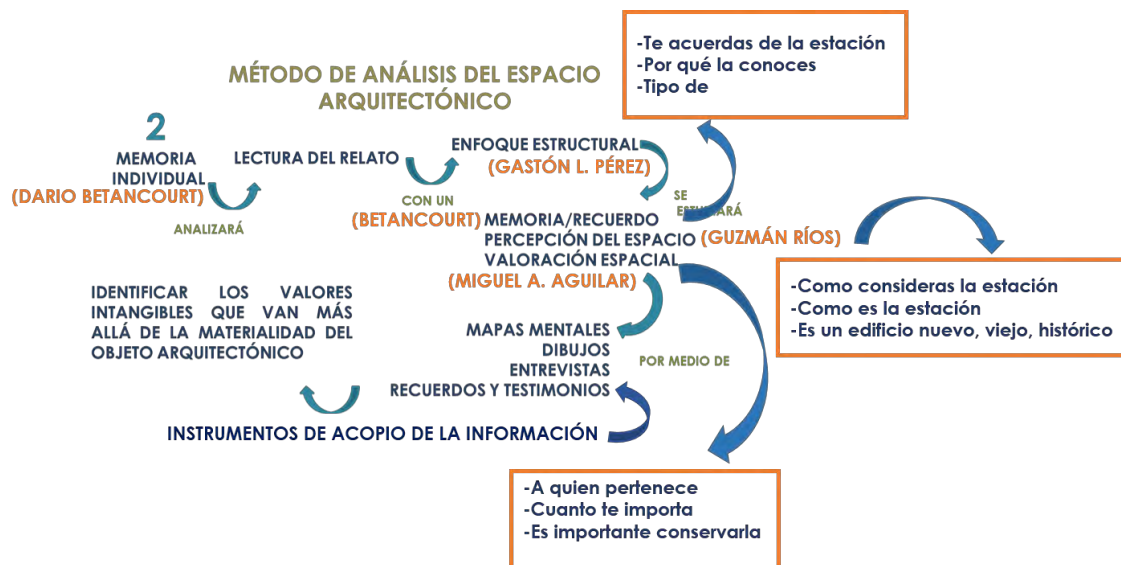 -Te acuerdas de la estación
-Por qué la conoces
-Tipo de
MÉTODO DE ANÁLISIS DEL ESPACIO
ARQUITECTÓNICO
2
MEMORIA
INDIVIDUAL
(DARIO BETANCOURT)
ANALIZARÁ
LECTURA DEL RELATO
CON UN
ENFOQUE ESTRUCTURAL
(GASTÓN L. PÉREZ)
SE
(BETANCOURT)
MEMORIA/RECUERDO
PERCEPCIÓN DEL ESPACIO (GUZMÁN RÍOS)
VALORACIÓN ESPACIAL
(MIGUEL A. AGUILAR)
-Como consideras la estación
-Como es la estación
-Es un edificio nuevo, viejo, histórico
IDENTIFICAR LOS VALORES
INTANGIBLES QUE VAN MÁS
ALLÁ DE LA MATERIALIDAD DEL
OBJETO ARQUITECTÓNICO
MAPAS MENTALES
DIBUJOS
ENTREVISTAS
RECUERDOS Y TESTIMONIOS
POR MEDIO DE
INSTRUMENTOS DE ACOPIO DE LA INFORMACIÓN
-A quien pertenece
-Cuanto te importa
-Es importante conservarla